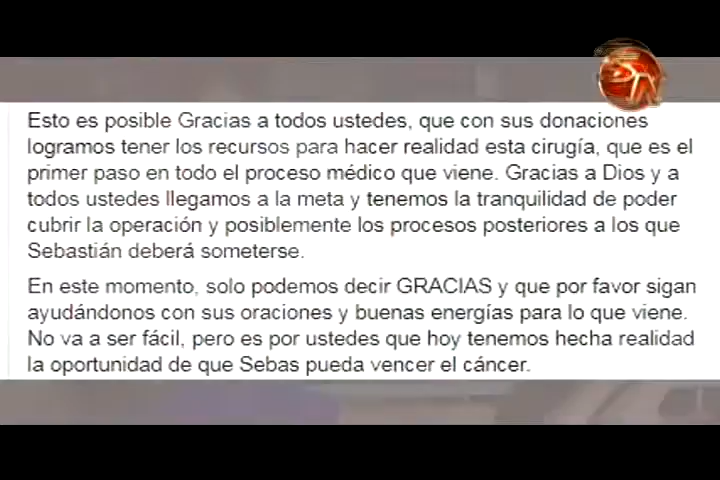 Esto es posible Gracias a todos ustedes, que con sus donaciones
logramos tener los recursos para hacer realidad esta cirugía, que es el
primer paso en todo el proceso médico que viene. Gracias a Dios y a
todos ustedes llegamos a la meta y tenemos la tranquilidad de poder
cubrir la operación y posiblemente los procesos posteriores a los que
Sebastián deberá someterse.
En este momento, solo podemos decir GRACIAS y que por favor sigan
ayudándonos con sus oraciones y buenas energías para lo que viene.
No va a ser fácil, pero es por ustedes que hoy tenemos hecha realidad
la oportunidad de que Sebas pueda vencer el cáncer.